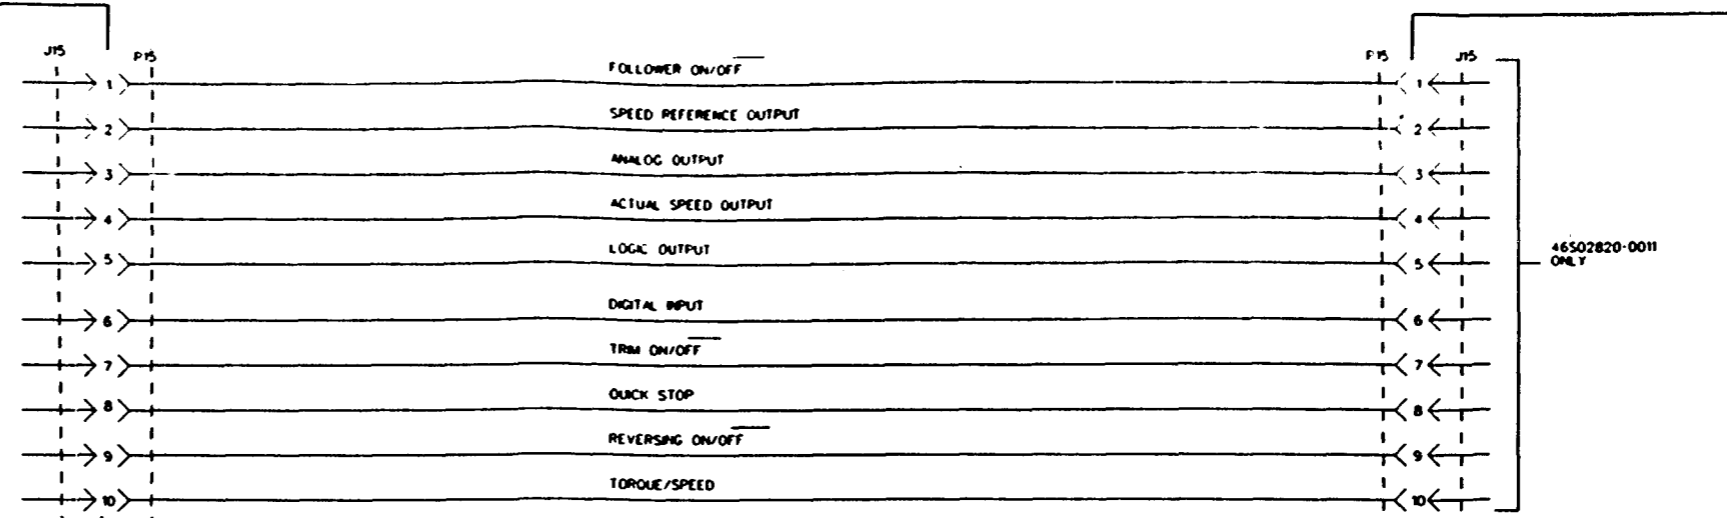 J15
P15
P15
J15
1
FOLLOWER ON/OFF
1
2
SPEED REFERENCE OUTPUT
2
3
ANALOG OUTPUT
3
4
ACTUAL SPEED OUTPUT
4
5
LOGIC OUTPUT
5
46S02820-0011
ONLY
6
DIGITAL INPUT
6
7
TRIM ON/OFF
7
8
QUICK STOP
8
9
REVERSING ON/OFF
9
10
TORQUE/SPEED
10